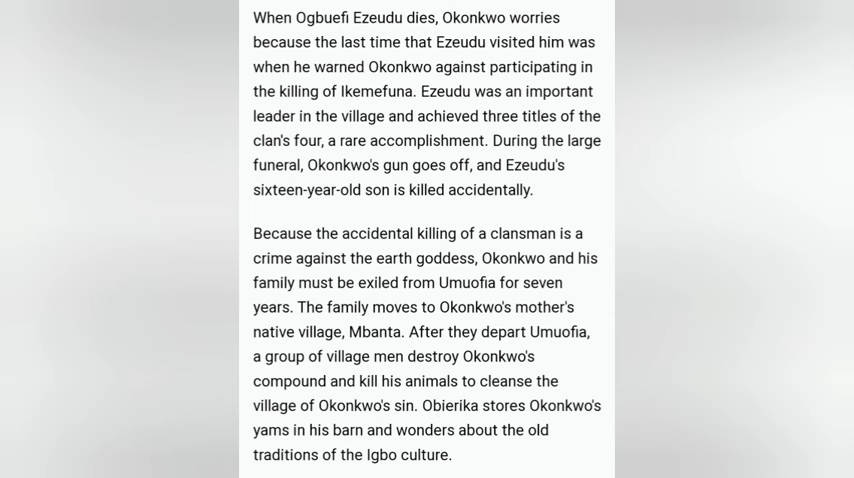 When Ogbuefi Ezeudu dies, Okonkwo worries
because the last time that Ezeudu visited him was
when he warned Okonkwo against participating in
the killing of Ikemefuna. Ezeudu was an important
leader in the village and achieved three titles of the
clan's four, a rare accomplishment. During the large
funeral, Okonkwo's gun goes off, and Ezeudu's
sixteen-year-old son is killed accidentally.
Because the accidental killing of a clansman is a
crime against the earth goddess, Okonkwo and his
family must be exiled from Umuofia for seven
years. The family moves to Okonkwo's mother's
native village, Mbanta. After they depart Umuofia,
a group of village men destroy Okonkwo's
compound and kill his animals to cleanse the
village of Okonkwo's sin. Obierika stores Okonkwo's
yams in his barn and wonders about the old
traditions of the Igbo culture.